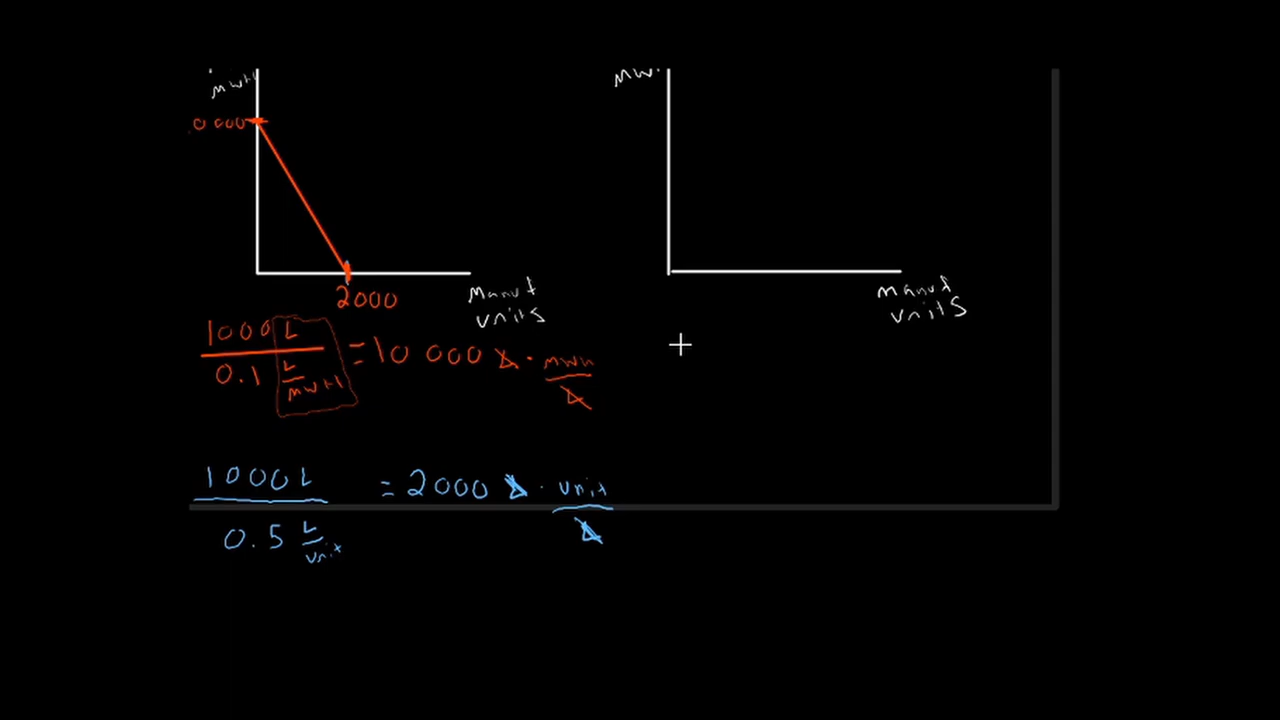 MWH
MW.
0 000
2000
Manuf
units
Manuf
units
1000 L
0.1 L
MWH
= 10 000 L · MWH
L
1000 L
= 2000 L · unit
L
0.5 L
unit